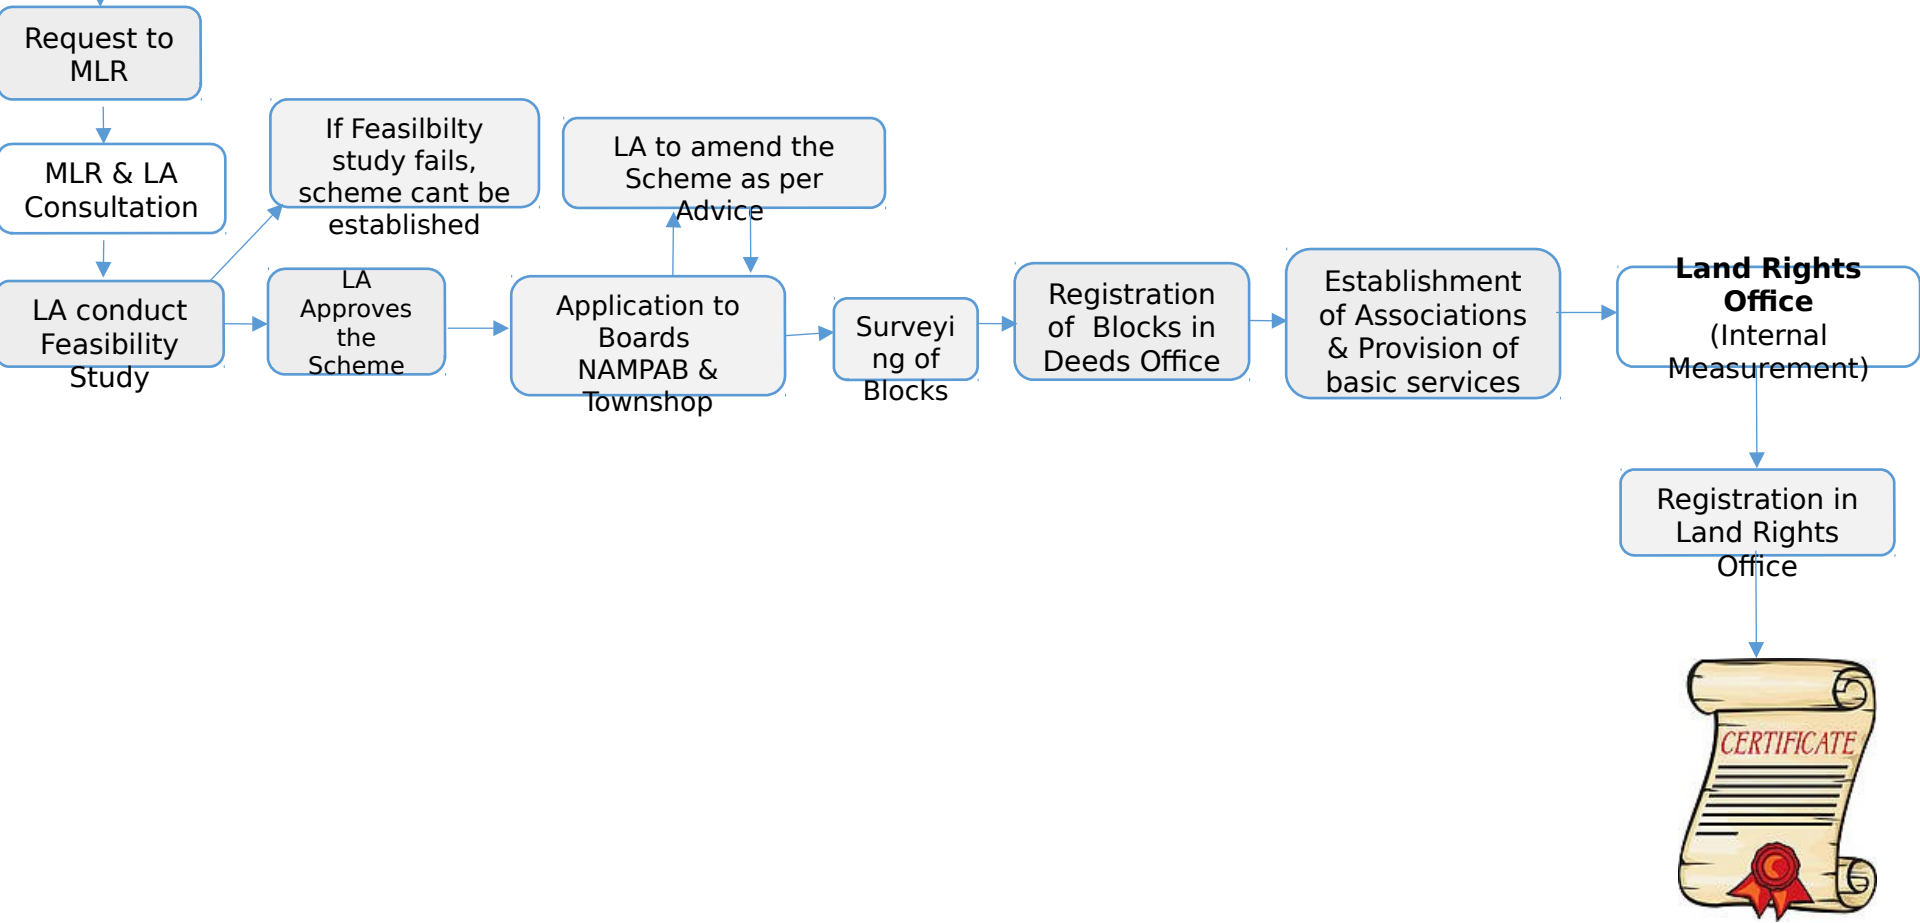 Request to
MLR
MLR & LA
Consultation
LA conduct
Feasibility
Study
If Feasilbilty
study fails,
scheme cant be
established
LA
Approves
the
Scheme
LA to amend the
Scheme as per
Advice
Application to
Boards
NAMPAB &
Townshop
Surveyi
ng of
Blocks
Registration
of Blocks in
Deeds Office
Establishment
of Associations
& Provision of
basic services
Land Rights
Office
(Internal
Measurement)
Registration in
Land Rights
Office
CERTIFICATE